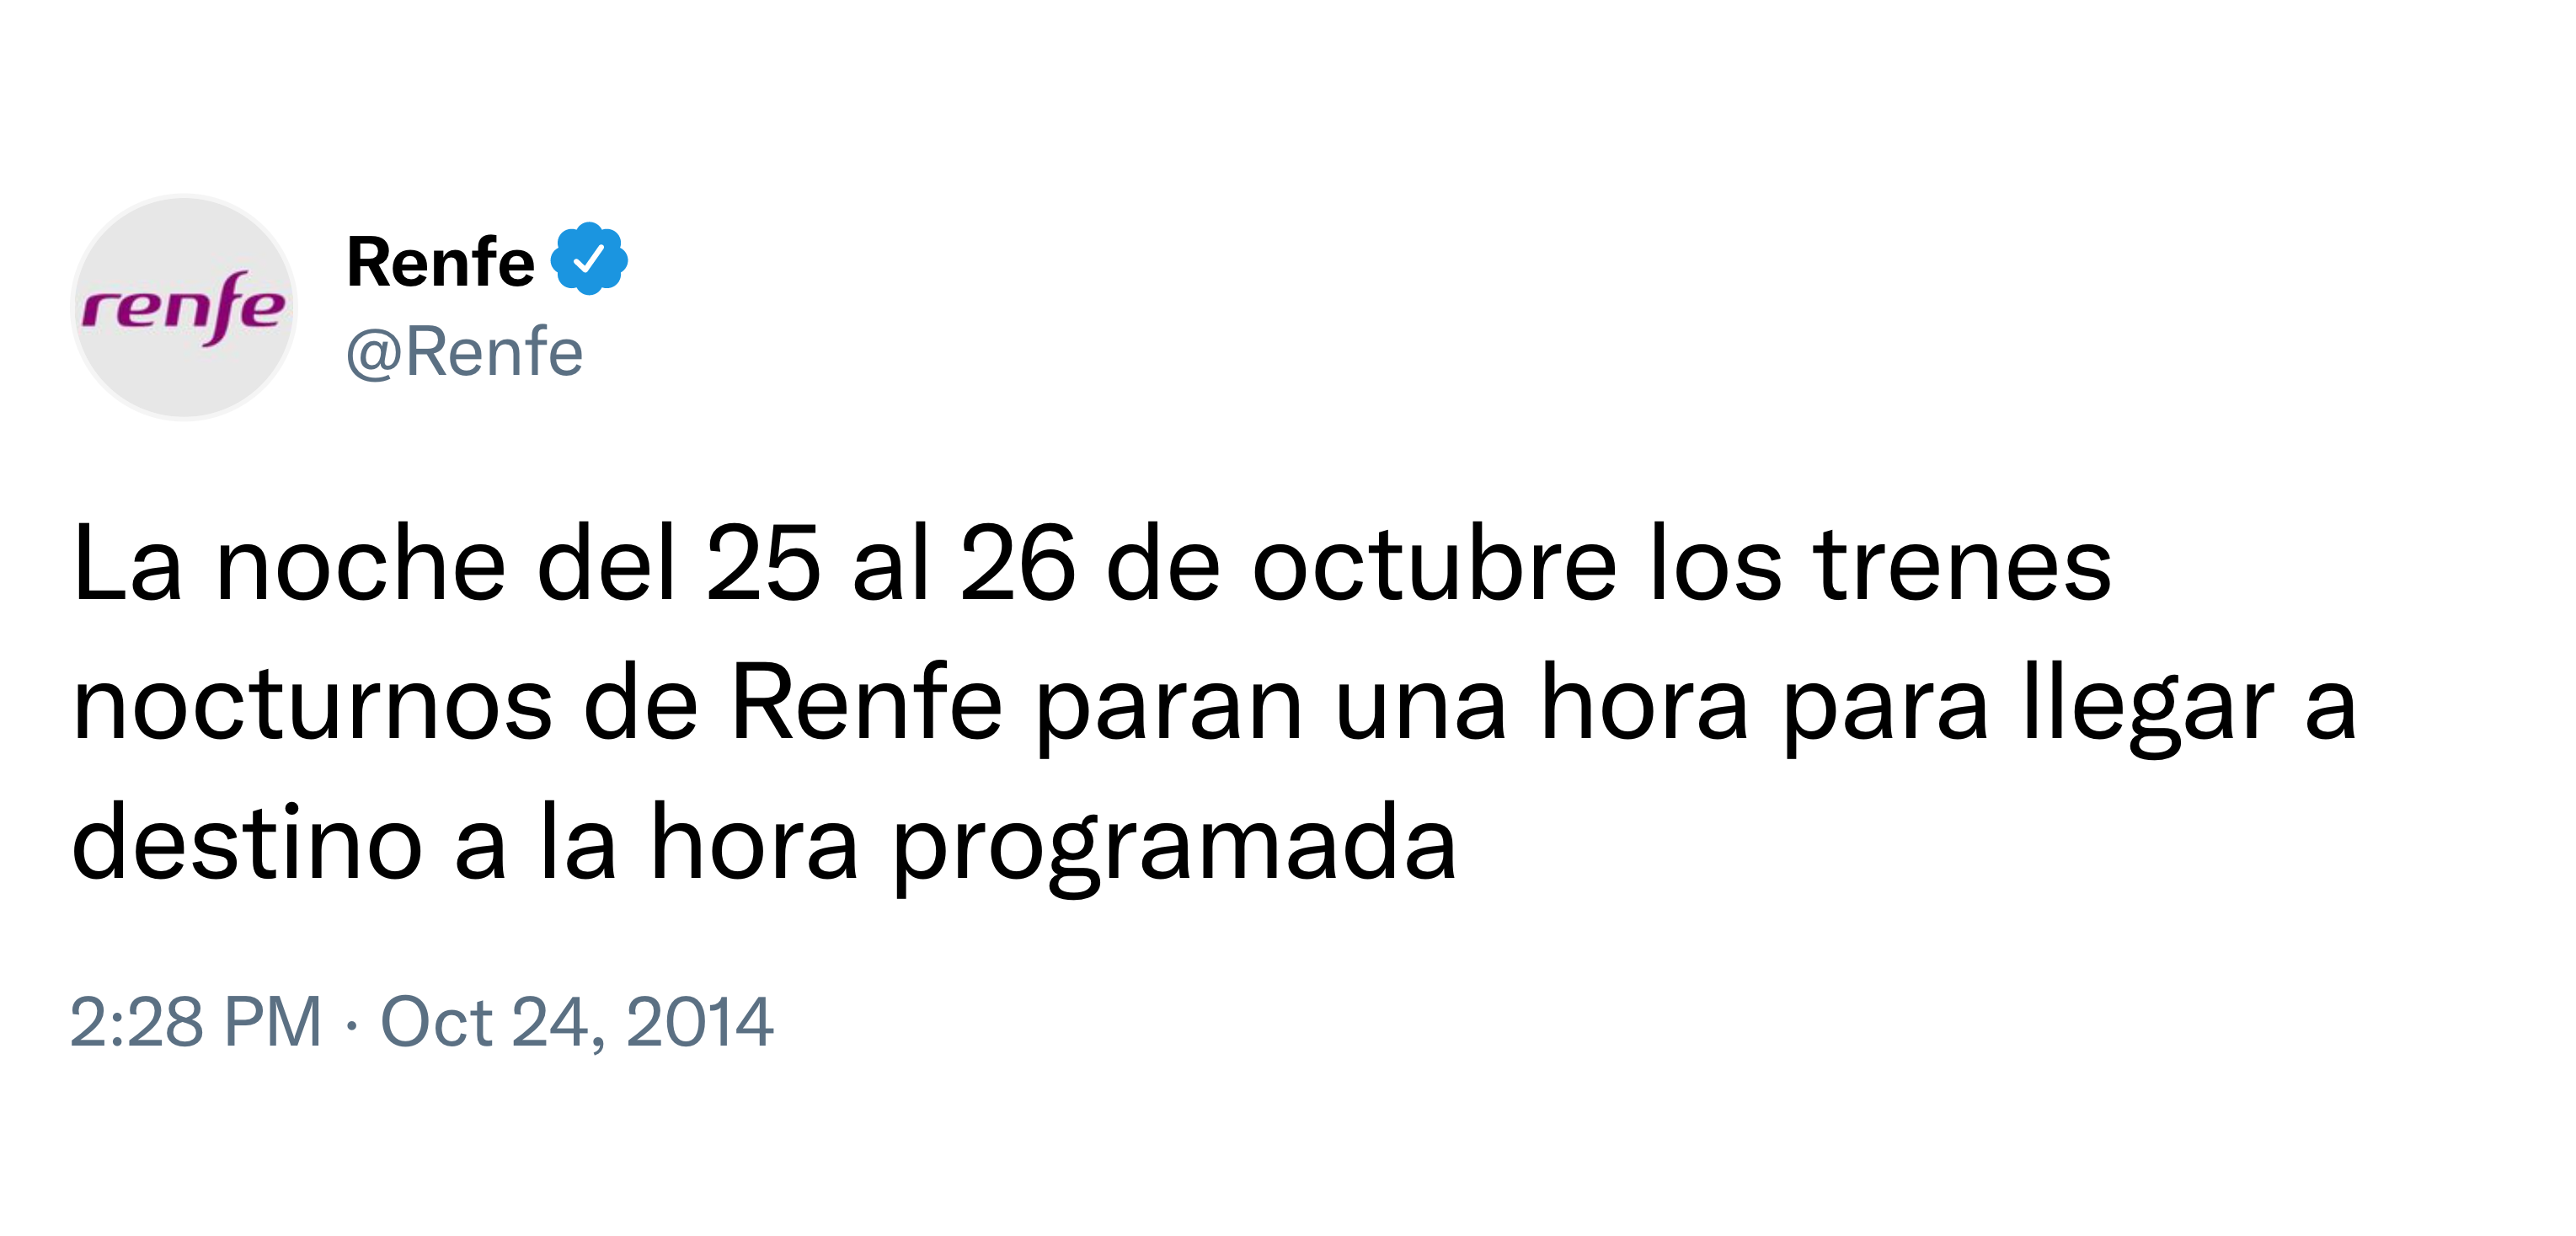 renfe
Renfe
@Renfe
La noche del 25 al 26 de octubre los trenes
nocturnos de Renfe paran una hora para llegar a
destino a la hora programada
2:28 PM · Oct 24, 2014